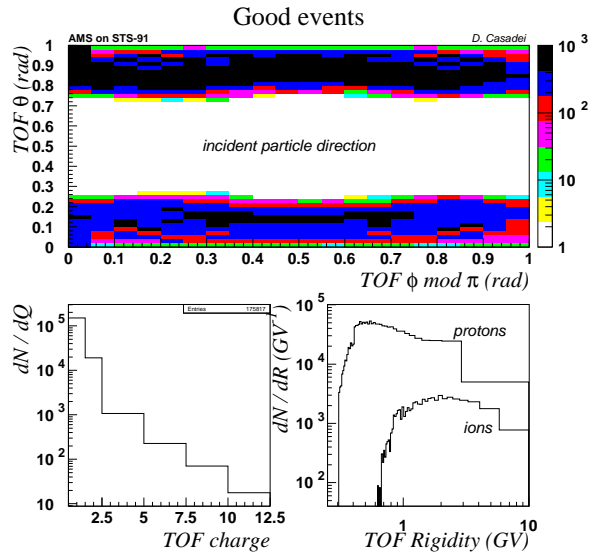 Good events
AMS on STS-91
D. Casadei
TOF θ (rad)
1
0.9
0.8
0.7
0.6
0.5
0.4
0.3
0.2
0.1
0
incident particle direction
0 0.1 0.2 0.3 0.4 0.5 0.6 0.7 0.8 0.9 1
TOF ϕ mod π (rad)
10³
10²
10
1
dN / dQ
10⁵
10⁴
10³
10²
10
Entries 175817
2.5 5 7.5 10 12.5
TOF charge
dN / dR (GV⁻¹)
10⁵
10⁴
10³
10²
protons
ions
1 10
TOF Rigidity (GV)